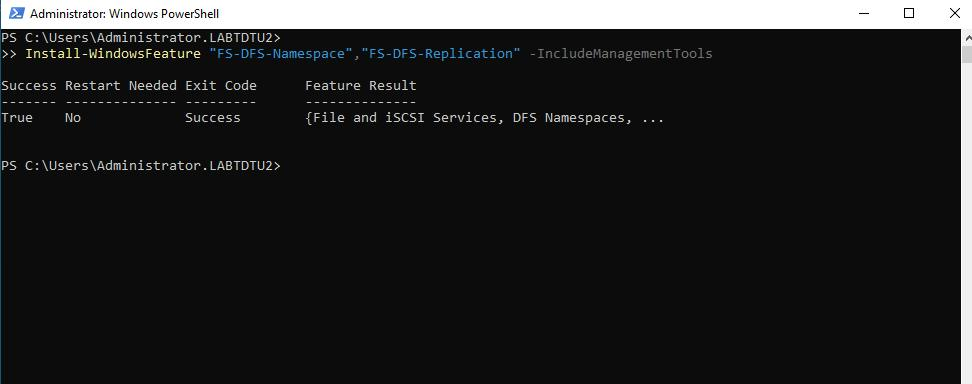 Administrator: Windows PowerShell
PS C:\Users\Administrator.LABTDTU2>
>> Install-WindowsFeature "FS-DFS-Namespace","FS-DFS-Replication" -IncludeManagementTools
Success Restart Needed Exit Code      Feature Result
------- -------------- ---------      --------------
True    No             Success        {File and iSCSI Services, DFS Namespaces, ...
PS C:\Users\Administrator.LABTDTU2>